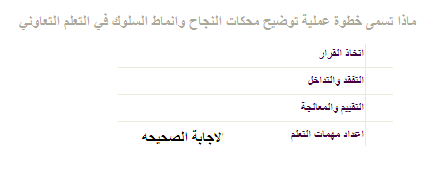 ماذا تسمى خطوة عملية توضيح محكات النجاح وانماط السلوك في التعلم التعاوني
اتخاذ القرار
التفقد والتداخل
التقييم والمعالجة
اعداد مهمات التعلم الاجابة الصحيحه